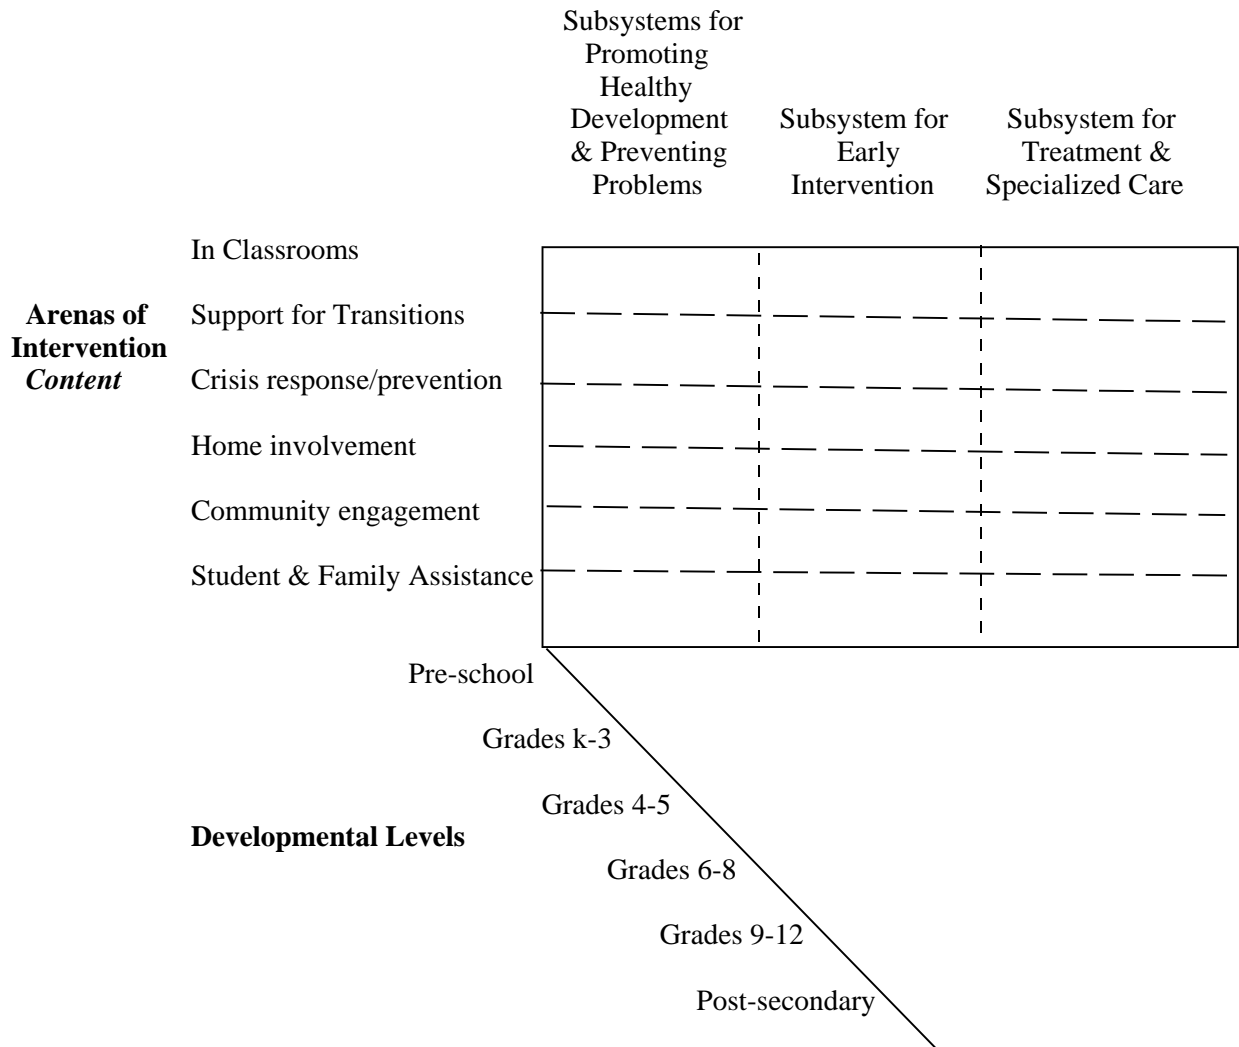 Subsystems for
Promoting
Healthy
Development
& Preventing
Problems
Subsystem for
Early
Intervention
Subsystem for
Treatment &
Specialized Care
Arenas of
Intervention
Content
In Classrooms
Support for Transitions
Crisis response/prevention
Home involvement
Community engagement
Student & Family Assistance
Developmental Levels
Pre-school
Grades k-3
Grades 4-5
Grades 6-8
Grades 9-12
Post-secondary